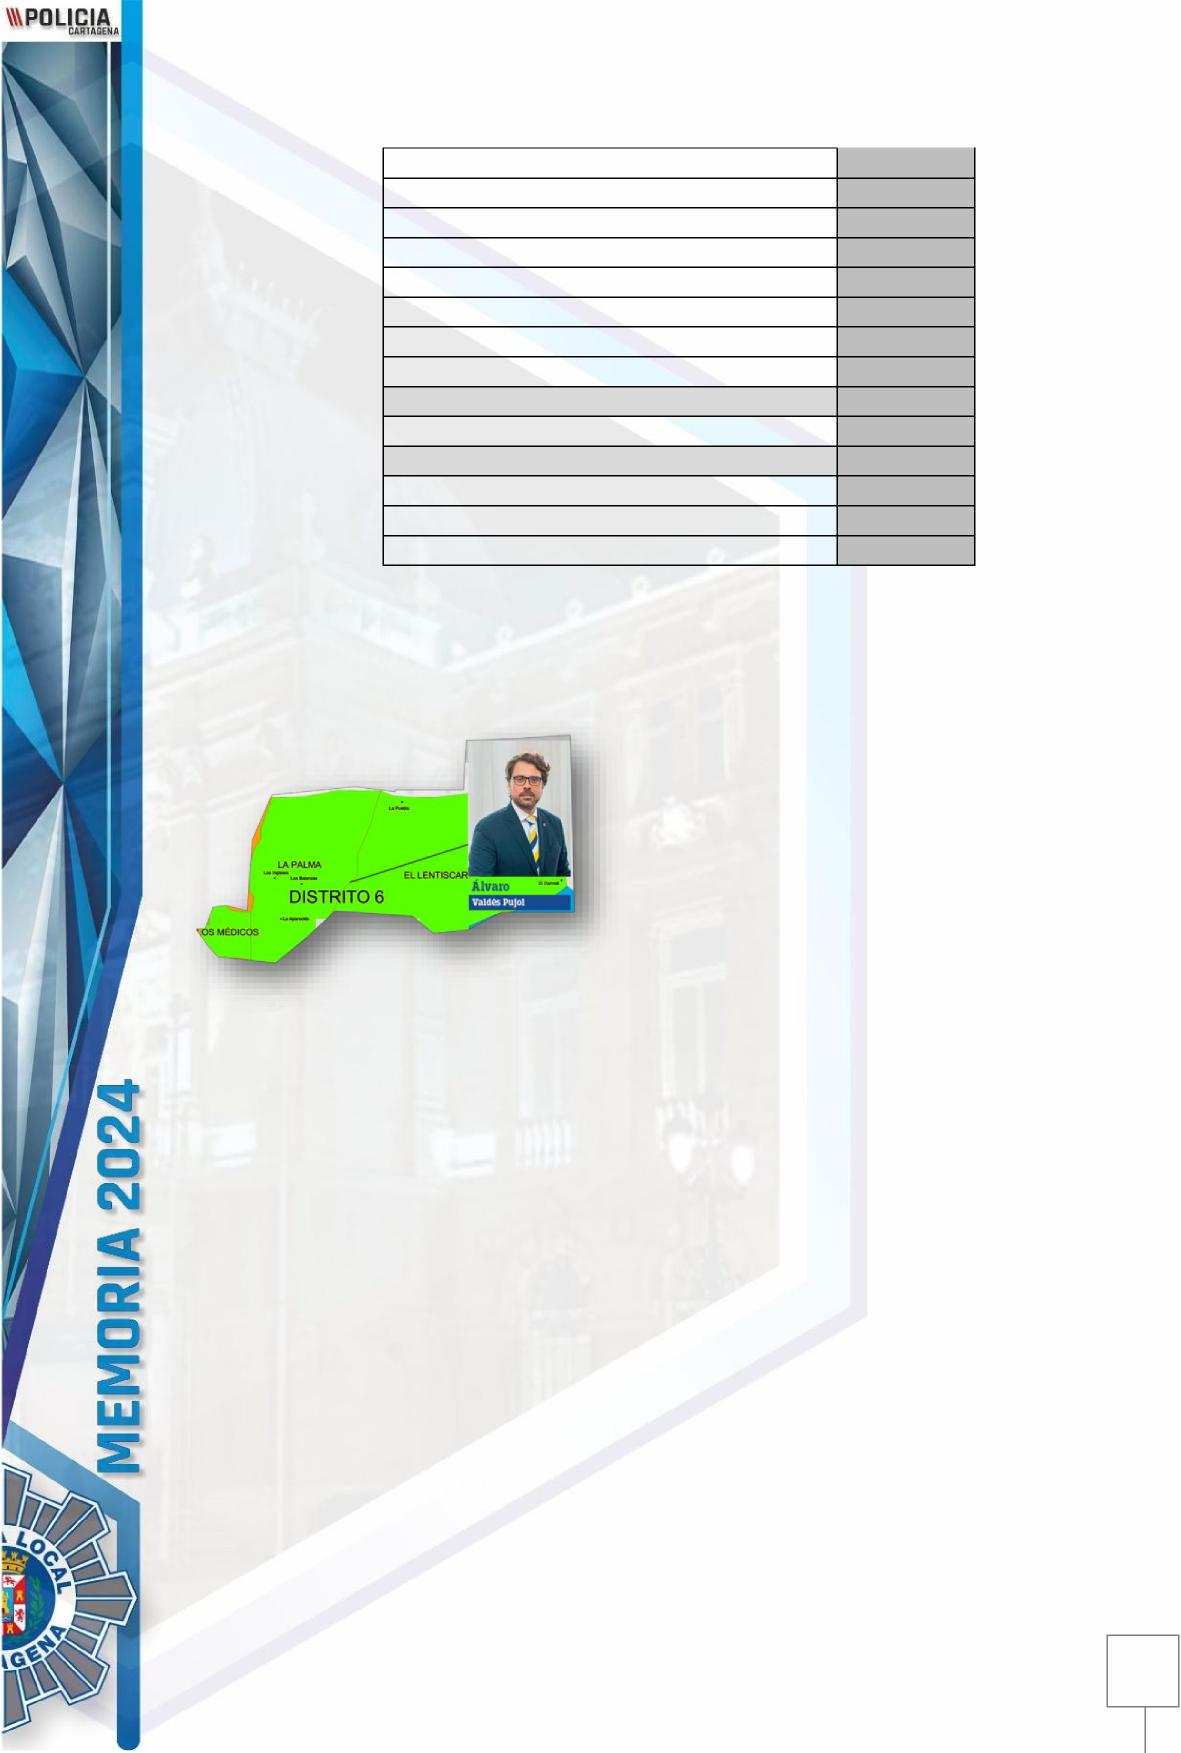 POLICIA
CARTAGENA
La Puebla
LA PALMA
Los Ingleses
Los Balanzas
EL LENTISCAR
DISTRITO 6
El Carmolí
Álvaro
Valdés Pujol
La Aparecida
OS MÉDICOS
MEMORIA 2024
A LOCAL
AGENA